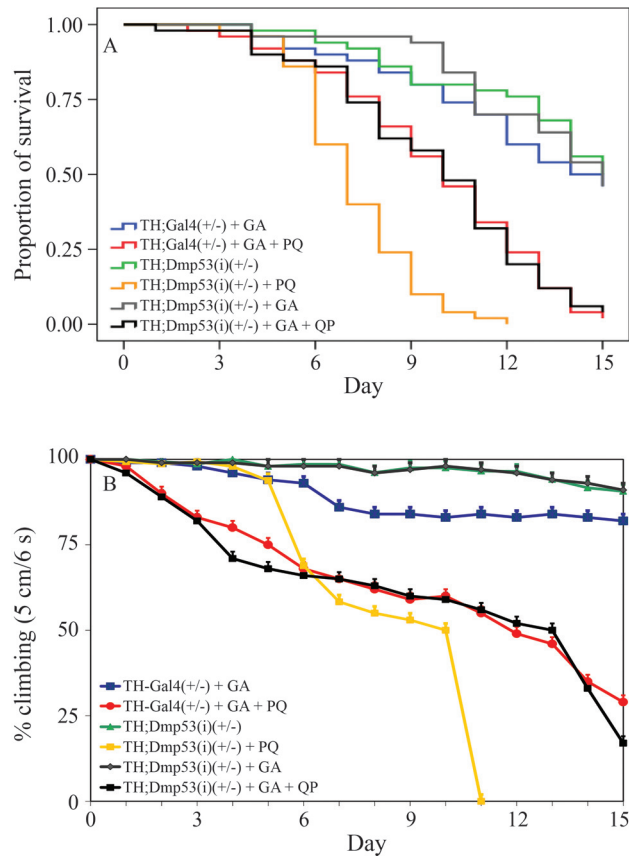 1.00
A
0.75
0.50
0.25
0.00
Proportion of survival
TH;Gal4(+/-) + GA
TH;Gal4(+/-) + GA + PQ
TH;Dmp53(i)(+/-)
TH;Dmp53(i)(+/-) + PQ
TH;Dmp53(i)(+/-) + GA
TH;Dmp53(i)(+/-) + GA + QP
0 3 6 9 12 15
Day
100
B
75
50
25
0
% climbing (5 cm/6 s)
TH-Gal4(+/-) + GA
TH-Gal4(+/-) + GA + PQ
TH;Dmp53(i)(+/-)
TH;Dmp53(i)(+/-) + PQ
TH;Dmp53(i)(+/-) + GA
TH;Dmp53(i)(+/-) + GA + QP
0 3 6 9 12 15
Day